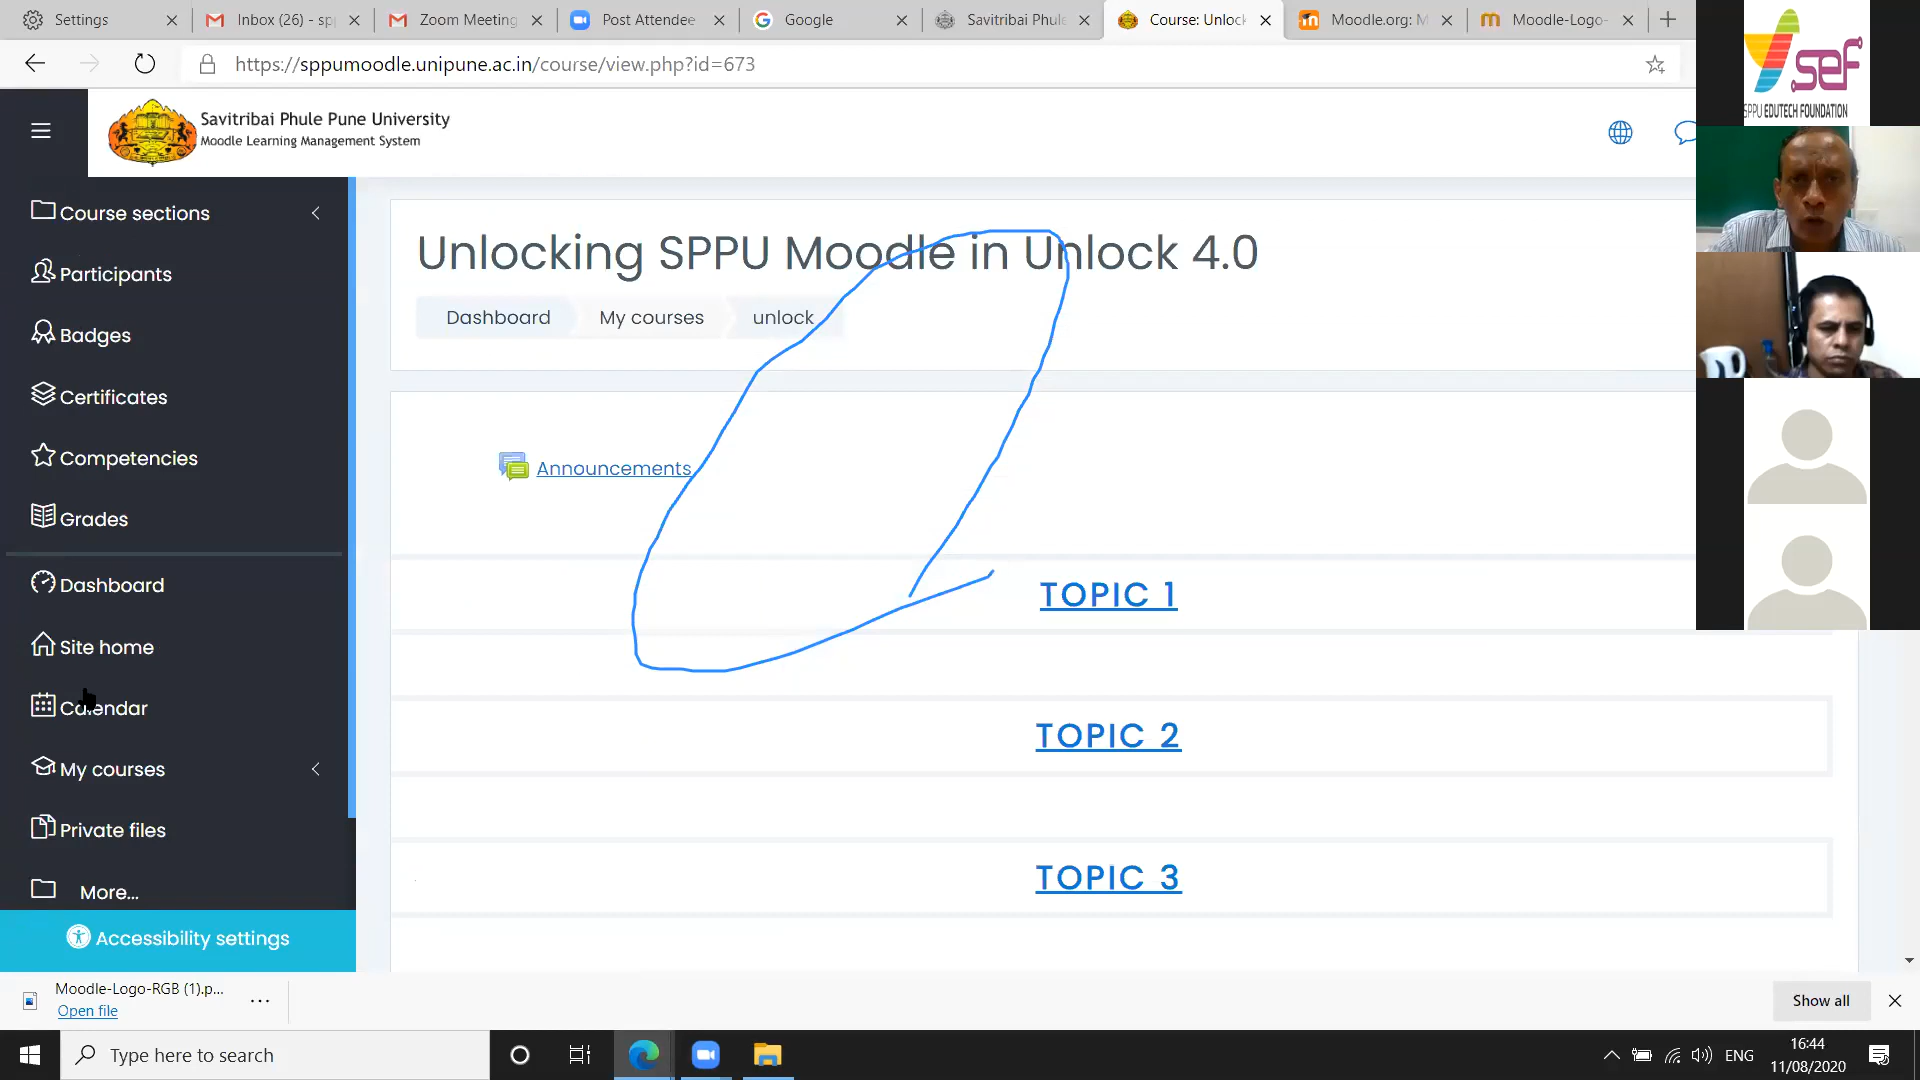 Settings
Inbox (26) - sp
Zoom Meeting
Post Attendee
Google
Savitribai Phule
Course: Unlock
Moodle.org: M
Moodle-Logo-
https://sppumoodle.unipune.ac.in/course/view.php?id=673
Savitribai Phule Pune University
Moodle Learning Management System
sef
SPPU EDUTECH FOUNDATION
Course sections
Participants
Badges
Certificates
Competencies
Grades
Dashboard
Site home
Calendar
My courses
Private files
More...
Accessibility settings
Unlocking SPPU Moodle in Unlock 4.0
Dashboard My courses unlock
Announcements
TOPIC 1
TOPIC 2
TOPIC 3
Moodle-Logo-RGB (1).p...
Open file
Show all
Type here to search
ENG
16:44
11/08/2020